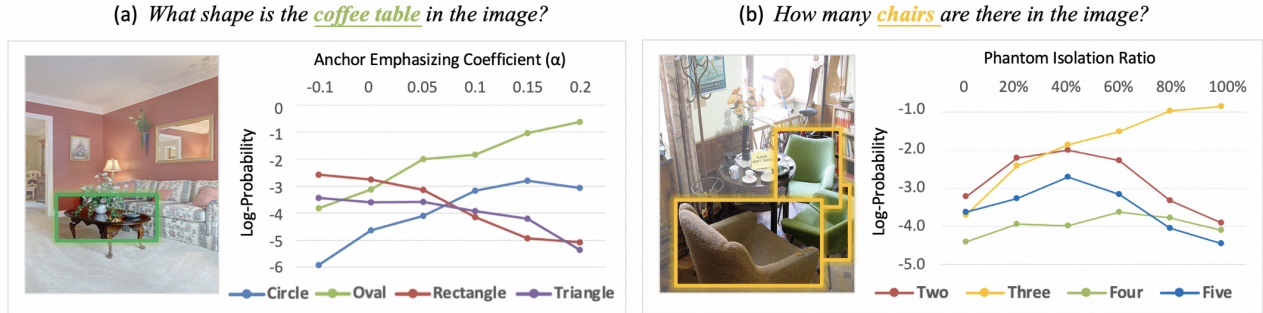 (a) What shape is the coffee table in the image?
Anchor Emphasizing Coefficient (α)
-0.1 0 0.05 0.1 0.15 0.2
Log-Probability
0
-1
-2
-3
-4
-5
-6
Circle Oval Rectangle Triangle
(b) How many chairs are there in the image?
Phantom Isolation Ratio
0 20% 40% 60% 80% 100%
Log-Probability
-1.0
-2.0
-3.0
-4.0
-5.0
Two Three Four Five